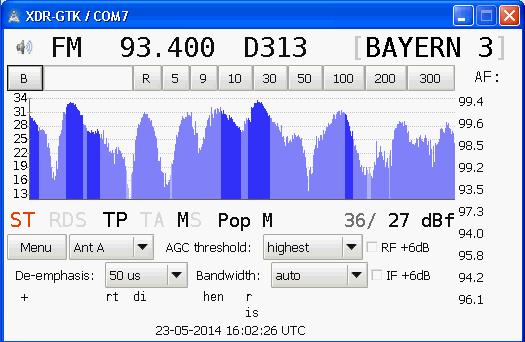 XDR-GTK / COM7
FM 93.400 D313 [BAYERN 3]
B R 5 9 10 30 50 100 200 300 AF:
34
31
28
25
22
19
16
13
99.4
99.6
98.5
99.2
93.5
97.3
94.0
95.8
94.2
96.1
ST RDS TP TA MS Pop M 36/ 27 dBf
Menu Ant A AGC threshold: highest RF +6dB
De-emphasis: 50 us Bandwidth: auto IF +6dB
+ rt di hen r
is
23-05-2014 16:02:26 UTC